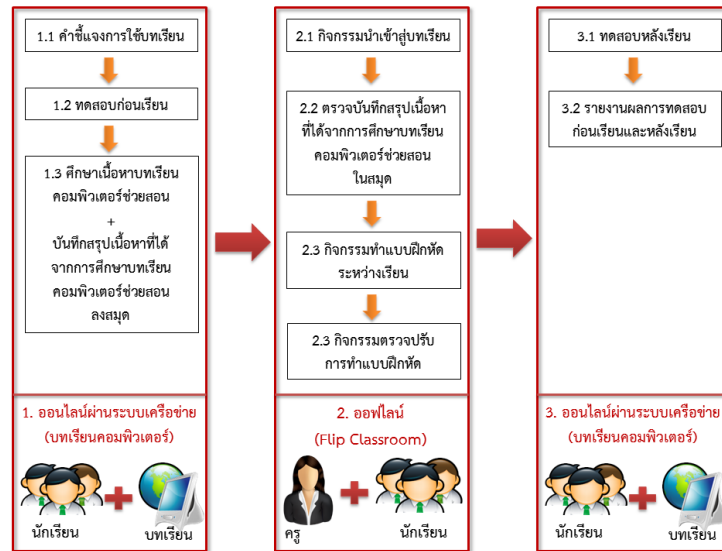 1.1 คำชี้แจงการใช้บทเรียน
1.2 ทดสอบก่อนเรียน
1.3 ศึกษาเนื้อหาบทเรียน
คอมพิวเตอร์ช่วยสอน
+
บันทึกสรุปเนื้อหาที่ได้
จากการศึกษาบทเรียน
คอมพิวเตอร์ช่วยสอน
ลงสมุด
1. ออนไลน์ผ่านระบบเครือข่าย
(บทเรียนคอมพิวเตอร์)
นักเรียน
บทเรียน
2.1 กิจกรรมนำเข้าสู่บทเรียน
2.2 ตรวจบันทึกสรุปเนื้อหา
ที่ได้จากการศึกษาบทเรียน
คอมพิวเตอร์ช่วยสอน
ในสมุด
2.3 กิจกรรมทำแบบฝึกหัด
ระหว่างเรียน
2.3 กิจกรรมตรวจปรับ
การทำแบบฝึกหัด
2. ออฟไลน์
(Flip Classroom)
ครู
นักเรียน
3.1 ทดสอบหลังเรียน
3.2 รายงานผลการทดสอบ
ก่อนเรียนและหลังเรียน
3. ออนไลน์ผ่านระบบเครือข่าย
(บทเรียนคอมพิวเตอร์)
นักเรียน
บทเรียน